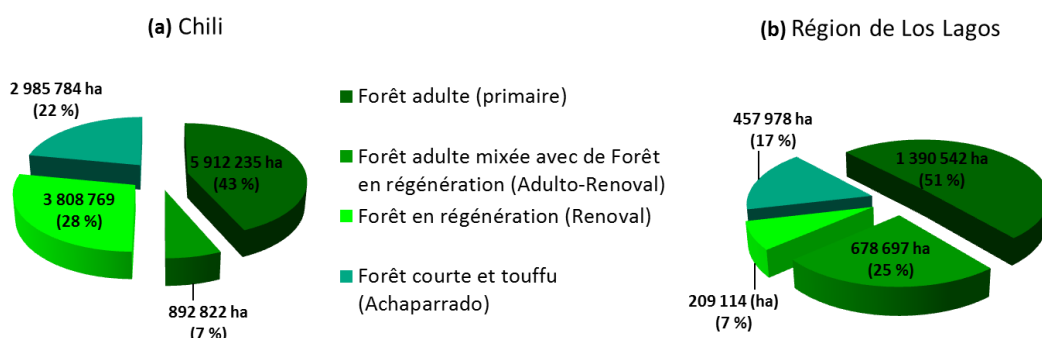 (a) Chili
2 985 784 ha
(22 %)
5 912 235 ha
(43 %)
3 808 769
(28 %)
892 822 ha
(7 %)
Forêt adulte (primaire)
Forêt adulte mixée avec de Forêt
en régénération (Adulto-Renoval)
Forêt en régénération (Renoval)
Forêt courte et touffu
(Achaparrado)
(b) Région de Los Lagos
457 978 ha
(17 %)
1 390 542 ha
(51 %)
678 697 ha
(25 %)
209 114 (ha)
(7 %)